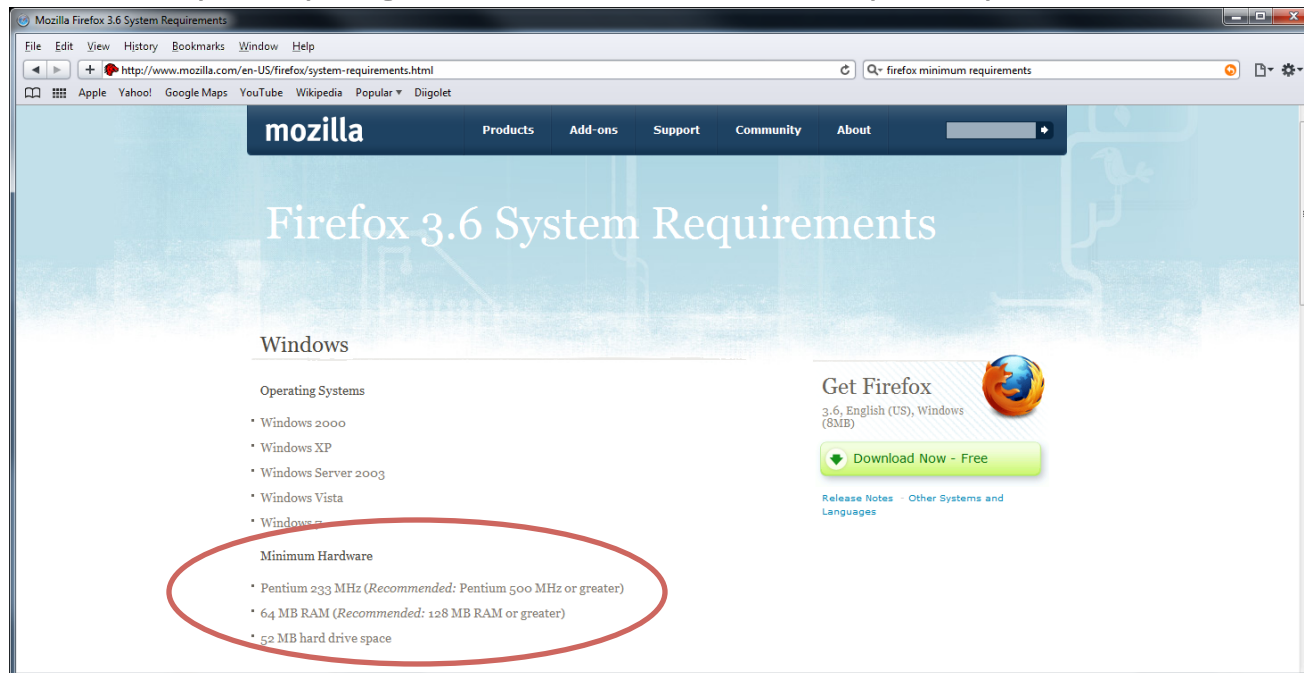 Mozilla Firefox 3.6 System Requirements
File Edit View History Bookmarks Window Help
http://www.mozilla.com/en-US/firefox/system-requirements.html
firefox minimum requirements
Apple Yahoo! Google Maps YouTube Wikipedia Popular Diigolet
mozilla Products Add-ons Support Community About
Firefox 3.6 System Requirements
Windows
Operating Systems
Windows 2000
Windows XP
Windows Server 2003
Windows Vista
Windows 7
Minimum Hardware
Pentium 233 MHz (Recommended: Pentium 500 MHz or greater)
64 MB RAM (Recommended: 128 MB RAM or greater)
52 MB hard drive space
Get Firefox
3.6, English (US), Windows
(8MB)
Download Now - Free
Release Notes - Other Systems and
Languages